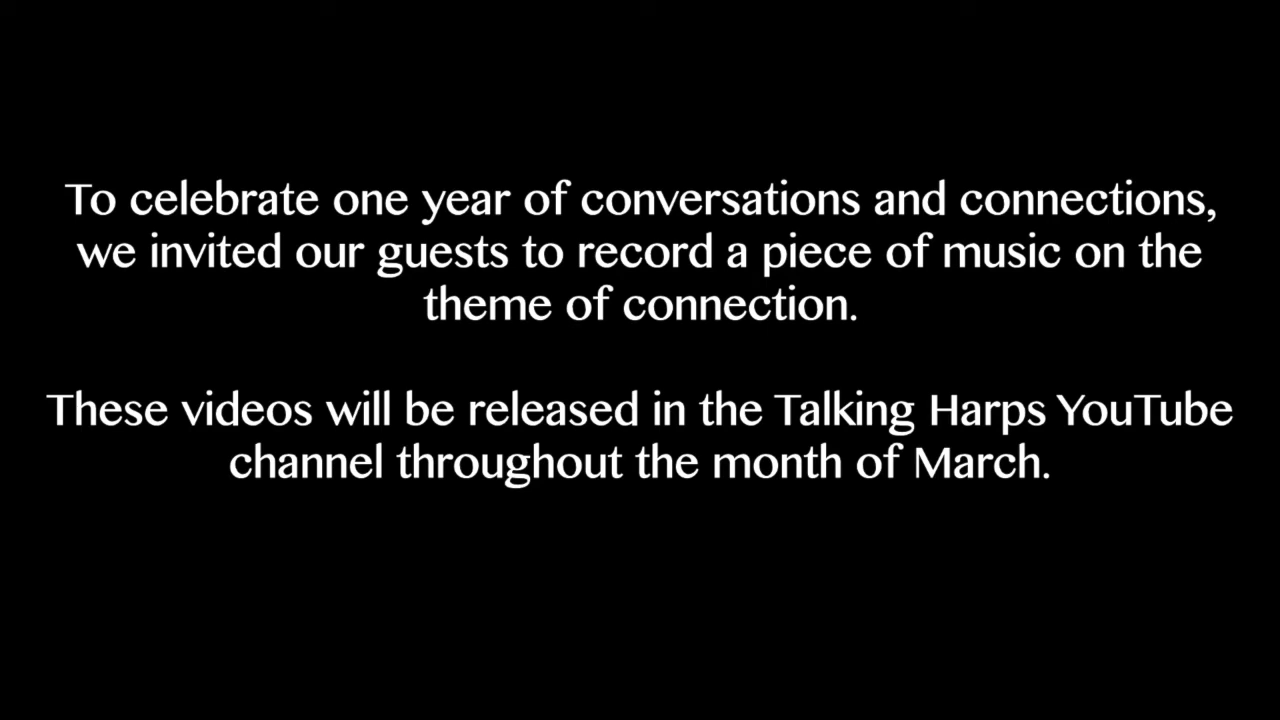 To celebrate one year of conversations and connections,
we invited our guests to record a piece of music on the
theme of connection.
These videos will be released in the Talking Harps YouTube
channel throughout the month of March.